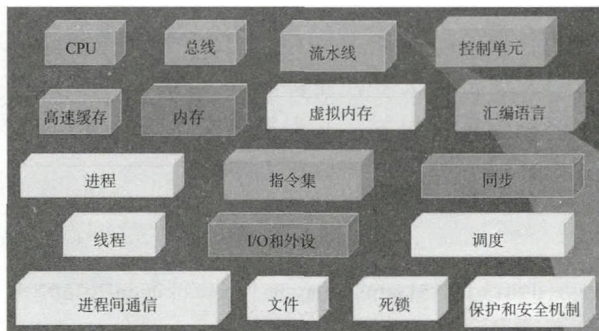 CPU
总线
流水线
控制单元
高速缓存
内存
虚拟内存
汇编语言
进程
指令集
同步
线程
I/O和外设
调度
进程间通信
文件
死锁
保护和安全机制